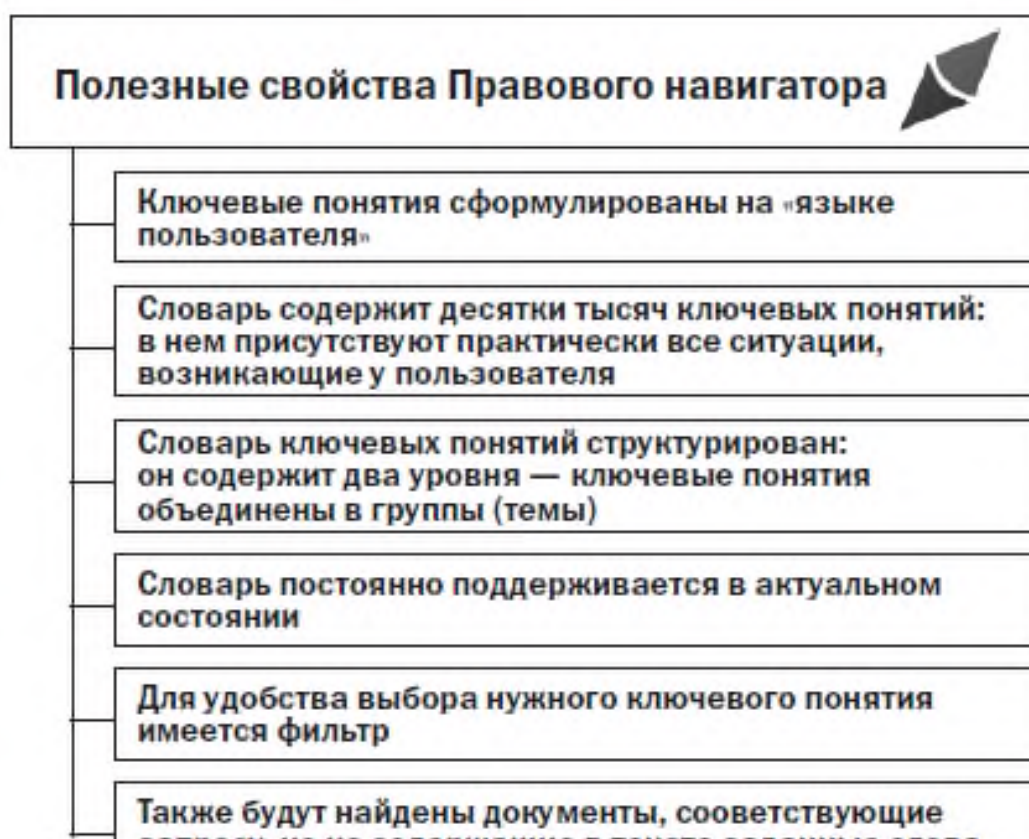 Полезные свойства Правового навигатора
Ключевые понятия сформулированы на «языке
пользователя»
Словарь содержит десятки тысяч ключевых понятий:
в нем присутствуют практически все ситуации,
возникающие у пользователя
Словарь ключевых понятий структурирован:
он содержит два уровня — ключевые понятия
объединены в группы (темы)
Словарь постоянно поддерживается в актуальном
состоянии
Для удобства выбора нужного ключевого понятия
имеется фильтр
Также будут найдены документы, сооветствующие